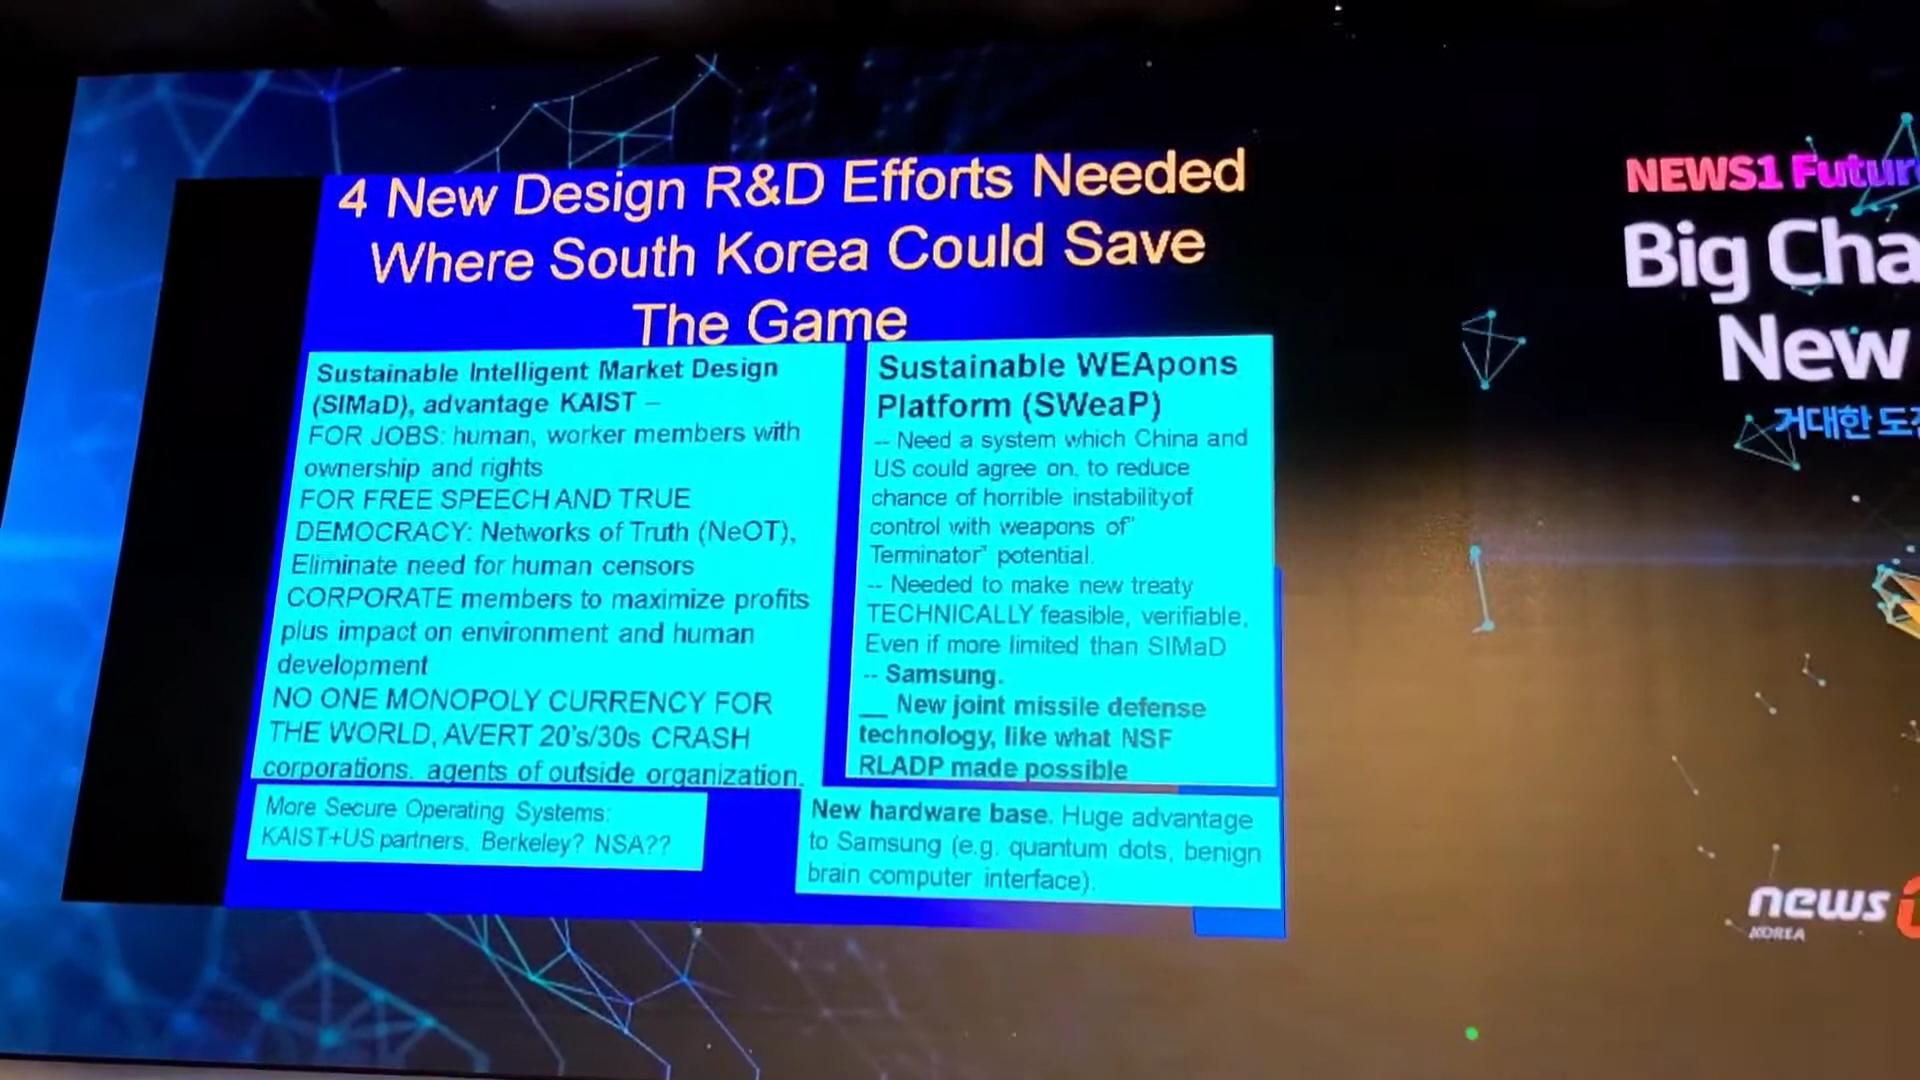 4 New Design R&D Efforts Needed
Where South Korea Could Save
The Game
Sustainable Intelligent Market Design
(SIMaD), advantage KAIST –
FOR JOBS: human, worker members with
ownership and rights
FOR FREE SPEECH AND TRUE
DEMOCRACY: Networks of Truth (NeOT),
Eliminate need for human censors
CORPORATE members to maximize profits
plus impact on environment and human
development
NO ONE MONOPOLY CURRENCY FOR
THE WORLD, AVERT 20's/30s CRASH
corporations. agents of outside organization.
Sustainable WEApons
Platform (SWeaP)
-- Need a system which China and
US could agree on, to reduce
chance of horrible instabilityof
control with weapons of"
Terminator" potential.
-- Needed to make new treaty
TECHNICALLY feasible, verifiable,
Even if more limited than SIMaD
-- Samsung.
__ New joint missile defense
technology, like what NSF
RLADP made possible
More Secure Operating Systems:
KAIST+US partners. Berkeley? NSA??
New hardware base. Huge advantage
to Samsung (e.g. quantum dots, benign
brain computer interface).
NEWS1 Future
Big Cha
New
거대한 도전
news 1
KOREA